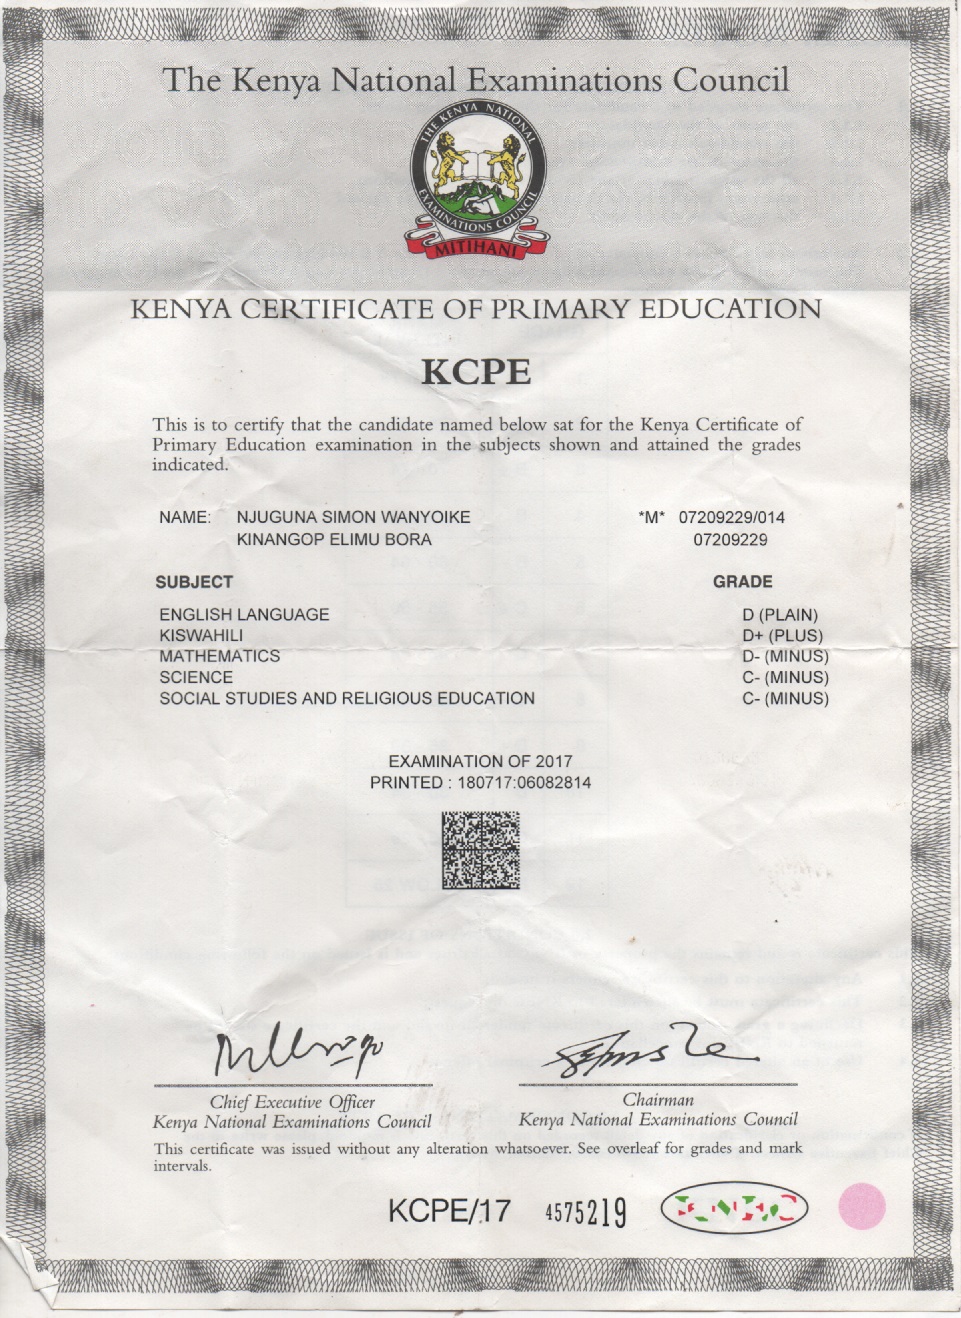 The Kenya National Examinations Council
THE KENYA NATIONAL
EXAMINATIONS COUNCIL
MITIHANI
KENYA CERTIFICATE OF PRIMARY EDUCATION
KCPE
This is to certify that the candidate named below sat for the Kenya Certificate of
Primary Education examination in the subjects shown and attained the grades
indicated.
NAME: NJUGUNA SIMON WANYOIKE *M* 07209229/014
KINANGOP ELIMU BORA 07209229
SUBJECT GRADE
ENGLISH LANGUAGE D (PLAIN)
KISWAHILI D+ (PLUS)
MATHEMATICS D- (MINUS)
SCIENCE C- (MINUS)
SOCIAL STUDIES AND RELIGIOUS EDUCATION C- (MINUS)
EXAMINATION OF 2017
PRINTED : 180717:06082814
Chief Executive Officer
Kenya National Examinations Council
Chairman
Kenya National Examinations Council
This certificate was issued without any alteration whatsoever. See overleaf for grades and mark
intervals.
KCPE/17 4575219